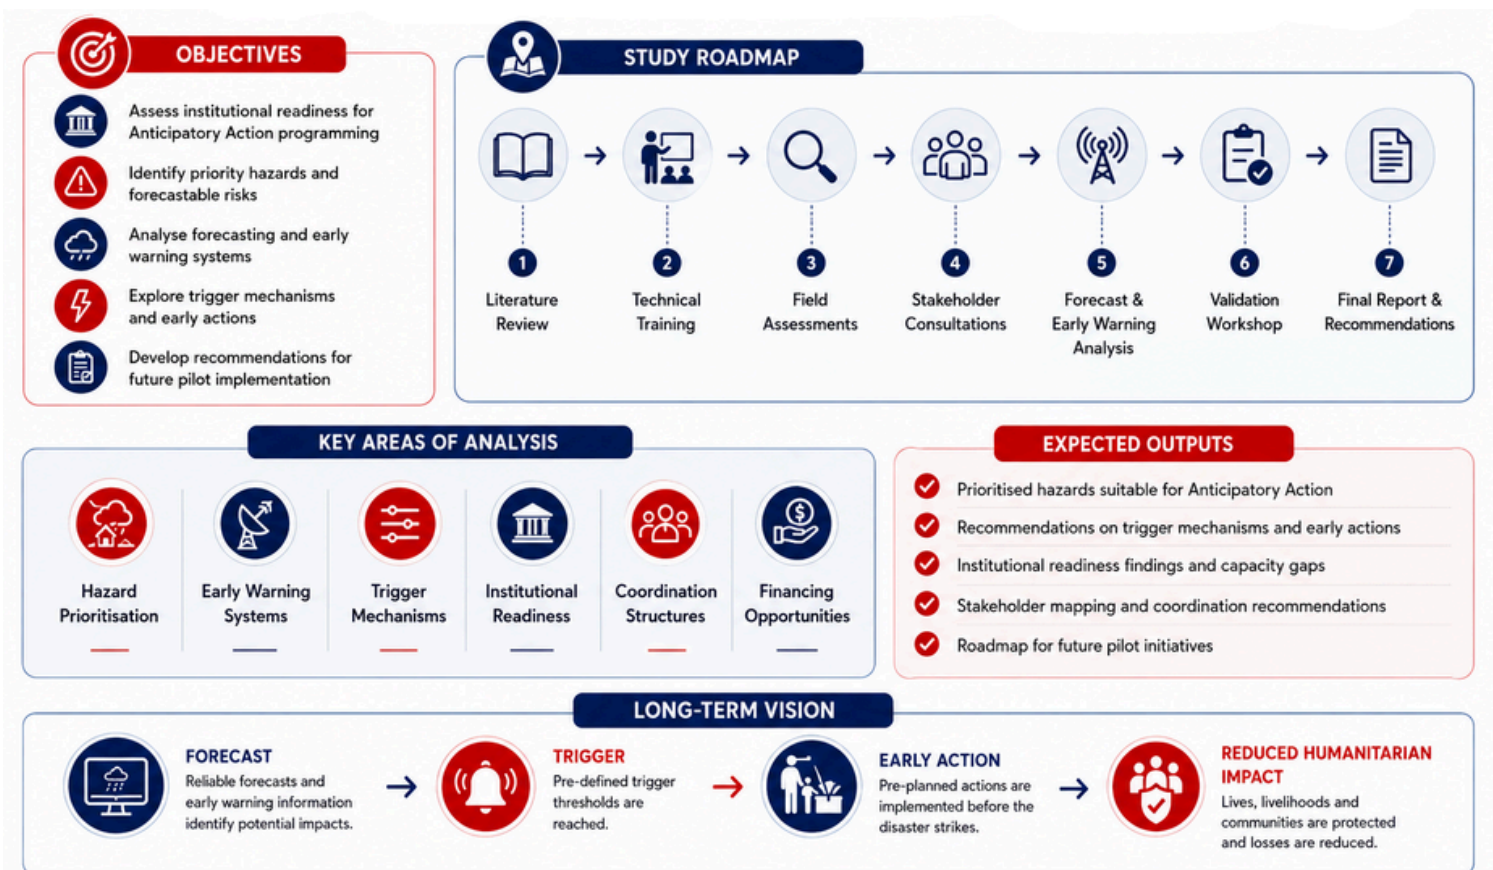 OBJECTIVES
Assess institutional readiness for
Anticipatory Action programming
Identify priority hazards and
forecastable risks
Analyse forecasting and early
warning systems
Explore trigger mechanisms
and early actions
Develop recommendations for
future pilot implementation
STUDY ROADMAP
1
Literature
Review
2
Technical
Training
3
Field
Assessments
4
Stakeholder
Consultations
5
Forecast &
Early Warning
Analysis
6
Validation
Workshop
7
Final Report &
Recommendations
KEY AREAS OF ANALYSIS
Hazard
Prioritisation
Early Warning
Systems
Trigger
Mechanisms
Institutional
Readiness
Coordination
Structures
$
Financing
Opportunities
EXPECTED OUTPUTS
Prioritised hazards suitable for Anticipatory Action
Recommendations on trigger mechanisms and early actions
Institutional readiness findings and capacity gaps
Stakeholder mapping and coordination recommendations
Roadmap for future pilot initiatives
LONG-TERM VISION
FORECAST
Reliable forecasts and
early warning information
identify potential impacts.
TRIGGER
Pre-defined trigger
thresholds are
reached.
EARLY ACTION
Pre-planned actions are
implemented before the
disaster strikes.
REDUCED HUMANITARIAN
IMPACT
Lives, livelihoods and
communities are protected
and losses are reduced.